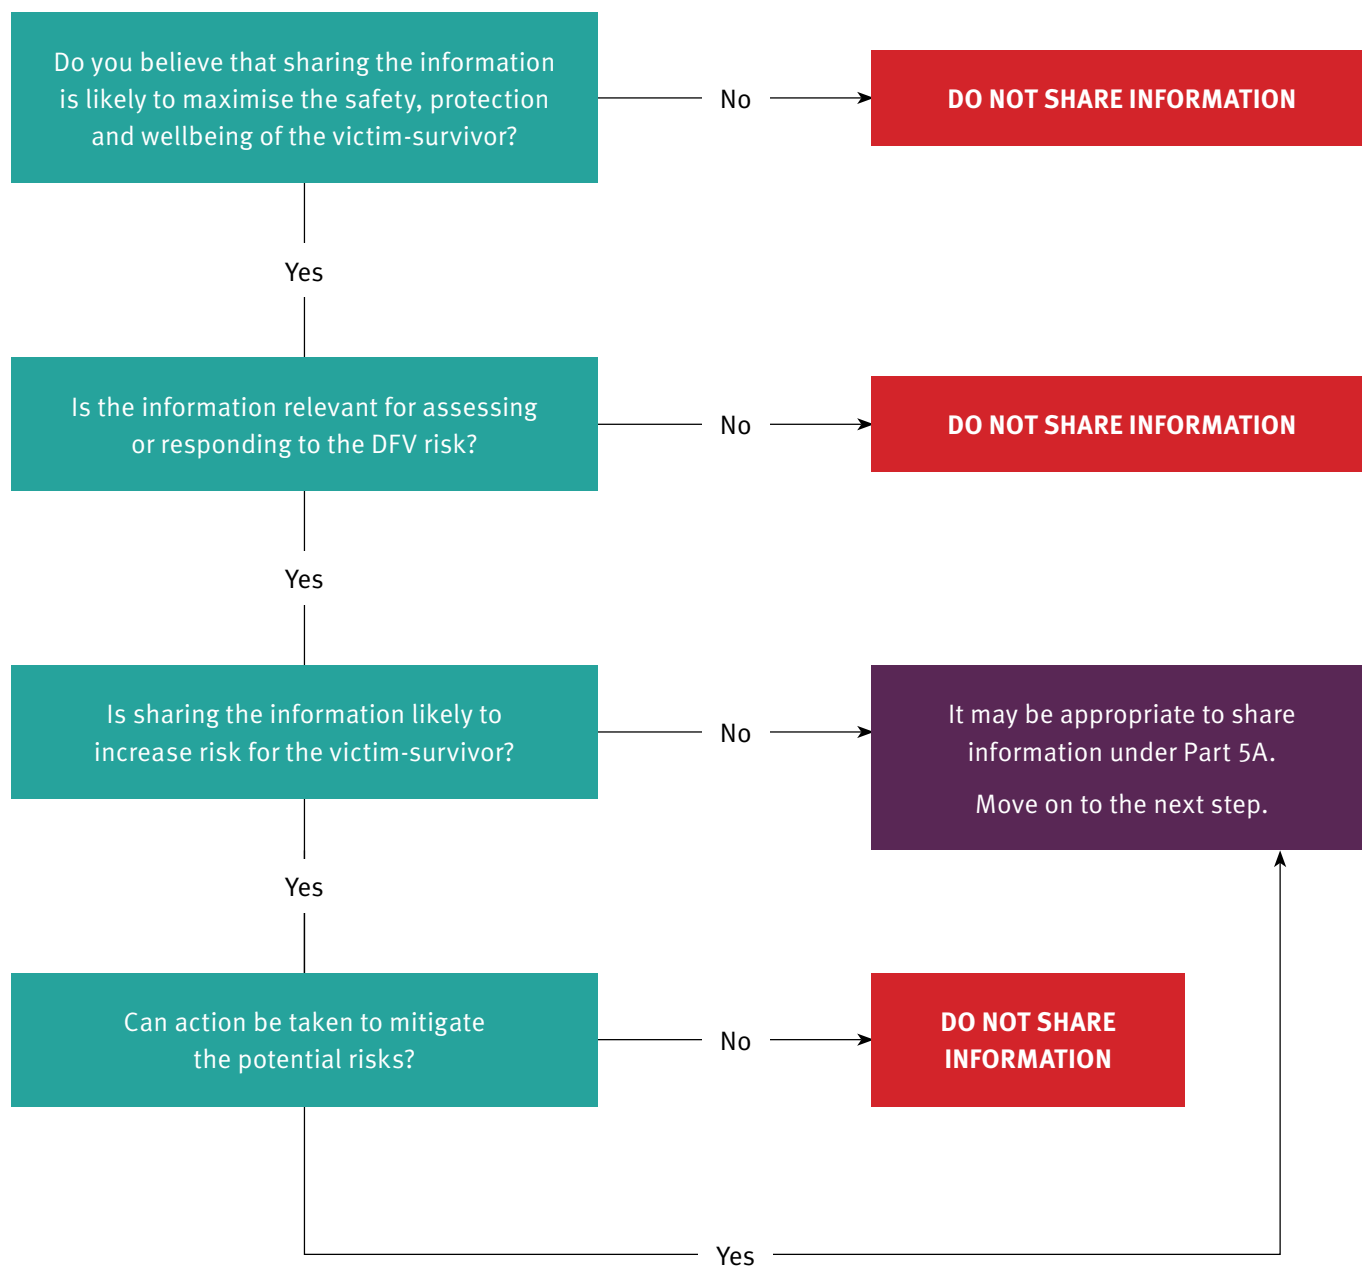 Do you believe that sharing the information
is likely to maximise the safety, protection
and wellbeing of the victim-survivor?
No
DO NOT SHARE INFORMATION
Yes
Is the information relevant for assessing
or responding to the DFV risk?
No
DO NOT SHARE INFORMATION
Yes
Is sharing the information likely to
increase risk for the victim-survivor?
No
It may be appropriate to share
information under Part 5A.
Move on to the next step.
Yes
Can action be taken to mitigate
the potential risks?
No
DO NOT SHARE
INFORMATION
Yes